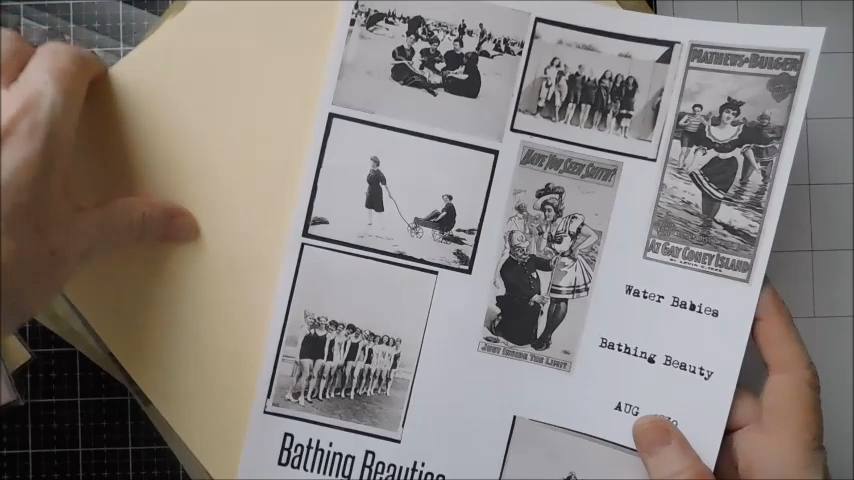 MATHEWS & BULGER
HAVE YOU SEEN SMITH?
AT GAY CONEY ISLAND
JUST INSIDE THE LIMIT.
Water Babies
Bathing Beauty
AUG
Bathing Beauties